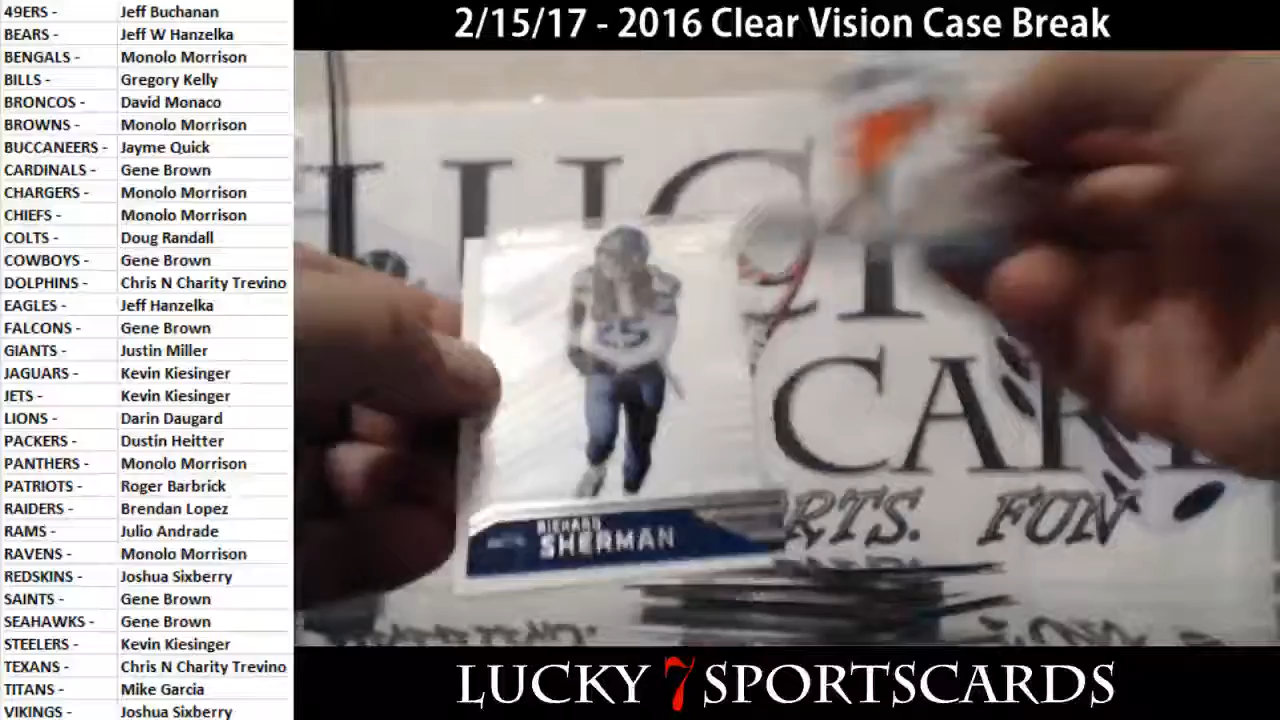 49ERS - Jeff Buchanan
BEARS - Jeff W Hanzelka
BENGALS - Monolo Morrison
BILLS - Gregory Kelly
BRONCOS - David Monaco
BROWNS - Monolo Morrison
BUCCANEERS - Jayme Quick
CARDINALS - Gene Brown
CHARGERS - Monolo Morrison
CHIEFS - Monolo Morrison
COLTS - Doug Randall
COWBOYS - Gene Brown
DOLPHINS - Chris N Charity Trevino
EAGLES - Jeff Hanzelka
FALCONS - Gene Brown
GIANTS - Justin Miller
JAGUARS - Kevin Kiesinger
JETS - Kevin Kiesinger
LIONS - Darin Daugard
PACKERS - Dustin Heitter
PANTHERS - Monolo Morrison
PATRIOTS - Roger Barbrick
RAIDERS - Brendan Lopez
RAMS - Julio Andrade
RAVENS - Monolo Morrison
REDSKINS - Joshua Sixberry
SAINTS - Gene Brown
SEAHAWKS - Gene Brown
STEELERS - Kevin Kiesinger
TEXANS - Chris N Charity Trevino
TITANS - Mike Garcia
VIKINGS - Joshua Sixberry
2/15/17 - 2016 Clear Vision Case Break
25
RICHARD
SHERMAN
CAR
RTS. FUN
LUCKY 7 SPORTSCARDS